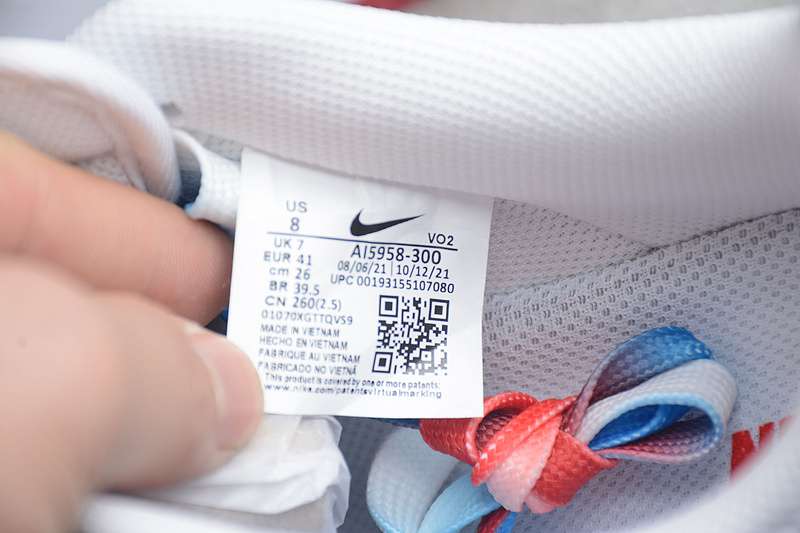 US
8
VO2
UK 7
EUR 41
cm 26
BR 39.5
CN 260(2.5)
AI5958-300
08/06/21 | 10/12/21
UPC 00193155107080
01070XGTTQVS9
MADE IN VIETNAM
HECHO EN VIETNAM
FABRIQUE AU VIETNAM
FABRICADO NO VIETNÃ
This product is covered by one or more patents:
www.nike.com/patentsvirtualmarking